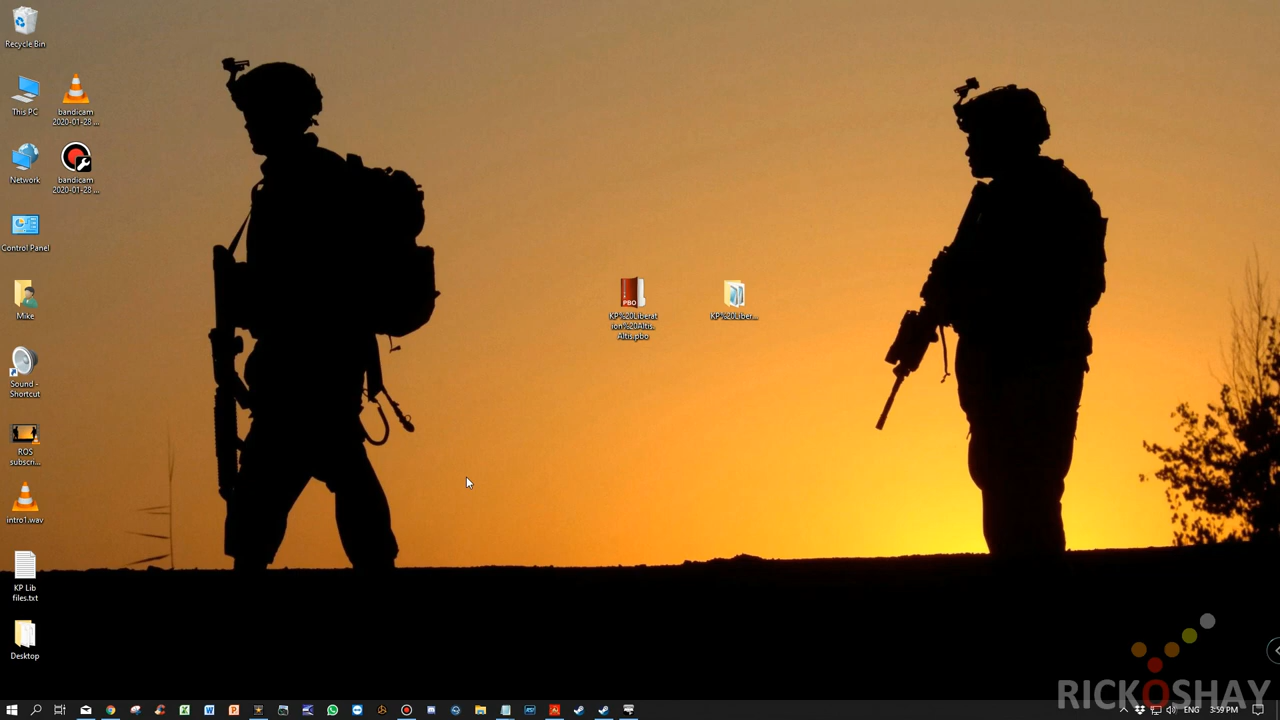 Recycle Bin
This PC
bandicam
2020-01-28 ...
Network
bandicam
2020-01-28 ...
Control Panel
Mike
KP%20Liberat
ion%20Altis.
Altis.pbo
PBO
KP%20Liber...
Sound -
Shortcut
ROS
subscri...
intro1.wav
KP Lib
files.txt
Desktop
RICKOSHAY
ENG
3:59 PM